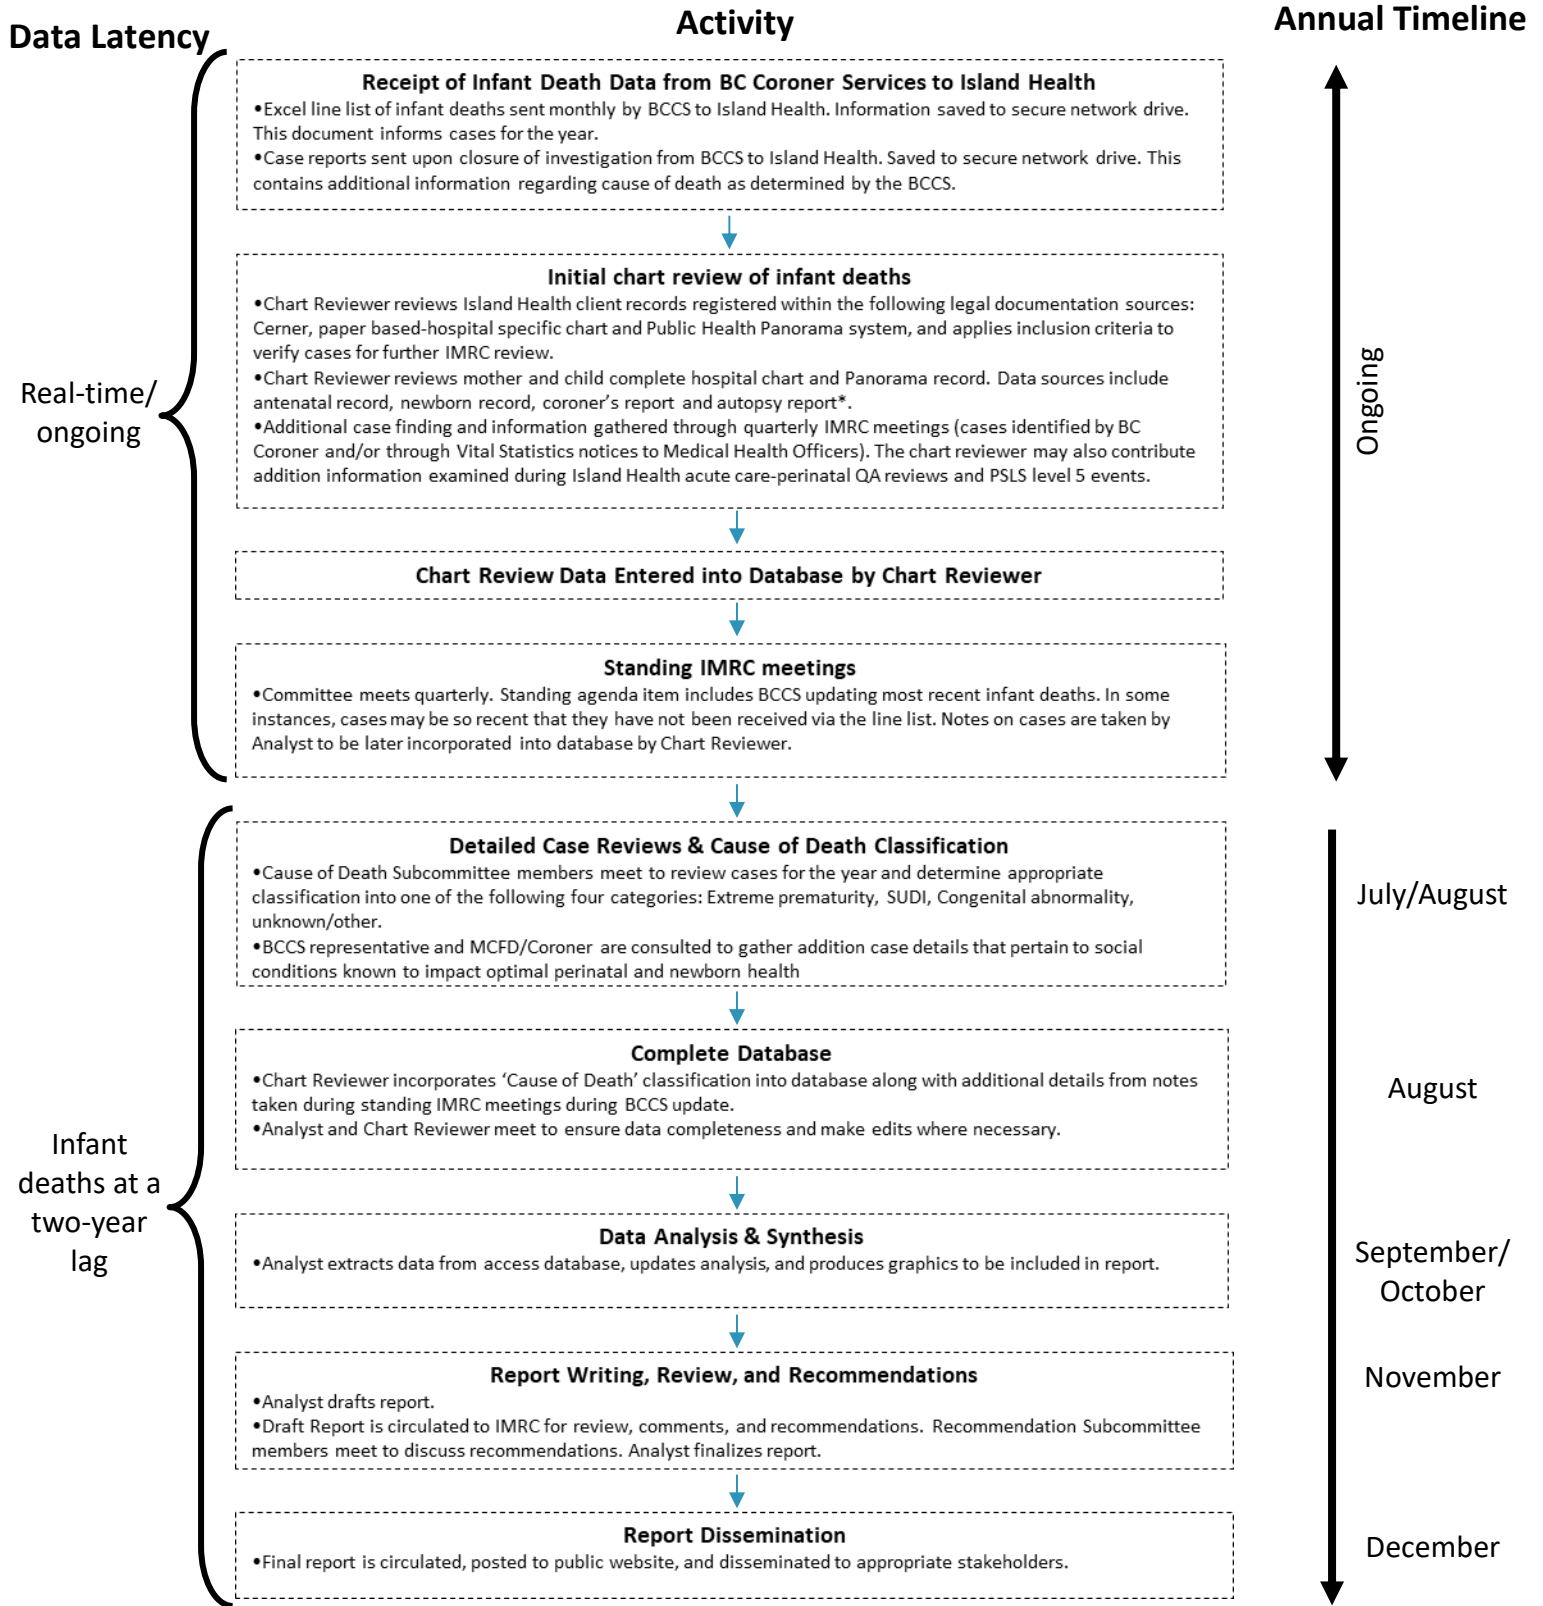 Data Latency
Activity
Annual Timeline
Receipt of Infant Death Data from BC Coroner Services to Island Health
•Excel line list of infant deaths sent monthly by BCCS to Island Health. Information saved to secure network drive.
This document informs cases for the year.
•Case reports sent upon closure of investigation from BCCS to Island Health. Saved to secure network drive. This
contains additional information regarding cause of death as determined by the BCCS.
Initial chart review of infant deaths
•Chart Reviewer reviews Island Health client records registered within the following legal documentation sources:
Cerner, paper based-hospital specific chart and Public Health Panorama system, and applies inclusion criteria to
verify cases for further IMRC review.
•Chart Reviewer reviews mother and child complete hospital chart and Panorama record. Data sources include
antenatal record, newborn record, coroner's report and autopsy report*.
•Additional case finding and information gathered through quarterly IMRC meetings (cases identified by BC
Coroner and/or through Vital Statistics notices to Medical Health Officers). The chart reviewer may also contribute
addition information examined during Island Health acute care-perinatal QA reviews and PSLS level 5 events.
Real-time/
ongoing
Ongoing
Chart Review Data Entered into Database by Chart Reviewer
Standing IMRC meetings
•Committee meets quarterly. Standing agenda item includes BCCS updating most recent infant deaths. In some
instances, cases may be so recent that they have not been received via the line list. Notes on cases are taken by
Analyst to be later incorporated into database by Chart Reviewer.
Detailed Case Reviews & Cause of Death Classification
•Cause of Death Subcommittee members meet to review cases for the year and determine appropriate
classification into one of the following four categories: Extreme prematurity, SUDI, Congenital abnormality,
unknown/other.
•BCCS representative and MCFD/Coroner are consulted to gather addition case details that pertain to social
conditions known to impact optimal perinatal and newborn health
July/August
Complete Database
•Chart Reviewer incorporates ‘Cause of Death’ classification into database along with additional details from notes
taken during standing IMRC meetings during BCCS update.
•Analyst and Chart Reviewer meet to ensure data completeness and make edits where necessary.
August
Infant
deaths at a
two-year
lag
Data Analysis & Synthesis
•Analyst extracts data from access database, updates analysis, and produces graphics to be included in report.
September/
October
Report Writing, Review, and Recommendations
•Analyst drafts report.
•Draft Report is circulated to IMRC for review, comments, and recommendations. Recommendation Subcommittee
members meet to discuss recommendations. Analyst finalizes report.
November
Report Dissemination
•Final report is circulated, posted to public website, and disseminated to appropriate stakeholders.
December